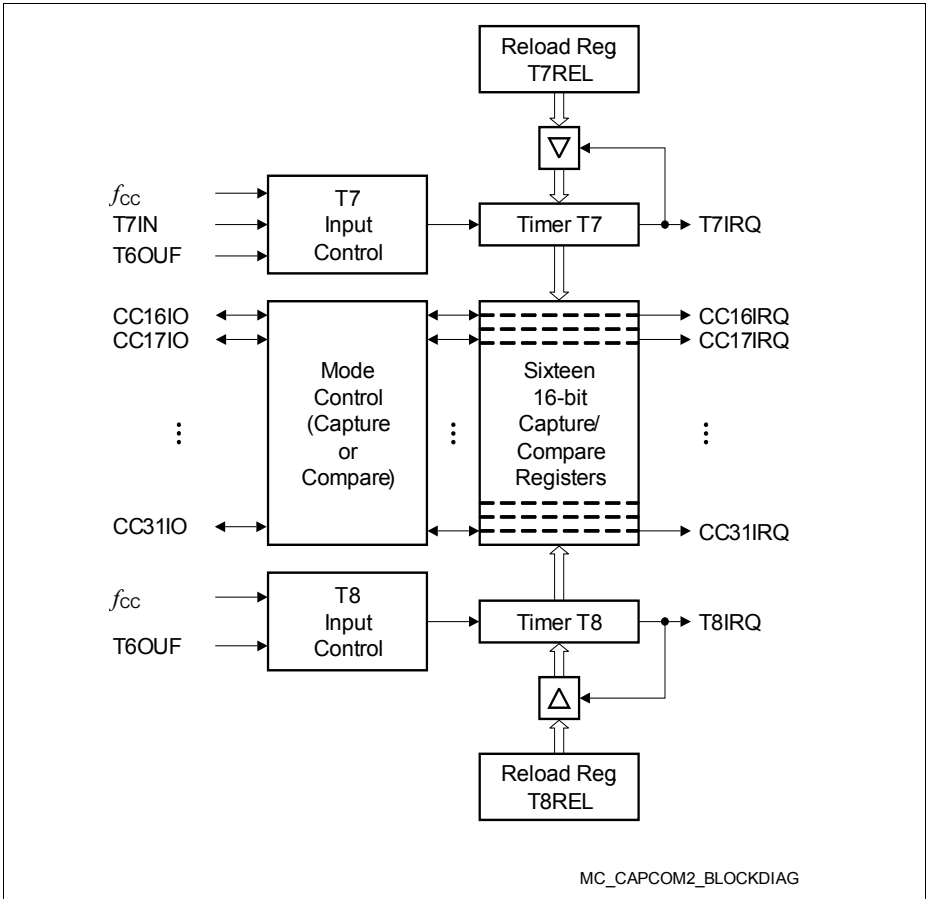 Reload Reg
T7REL
fCC
T7IN
T6OUF
T7
Input
Control
Timer T7
T7IRQ
CC16IO
CC17IO
CC31IO
Mode
Control
(Capture
or
Compare)
Sixteen
16-bit
Capture/
Compare
Registers
CC16IRQ
CC17IRQ
CC31IRQ
fCC
T6OUF
T8
Input
Control
Timer T8
T8IRQ
Reload Reg
T8REL
MC_CAPCOM2_BLOCKDIAG